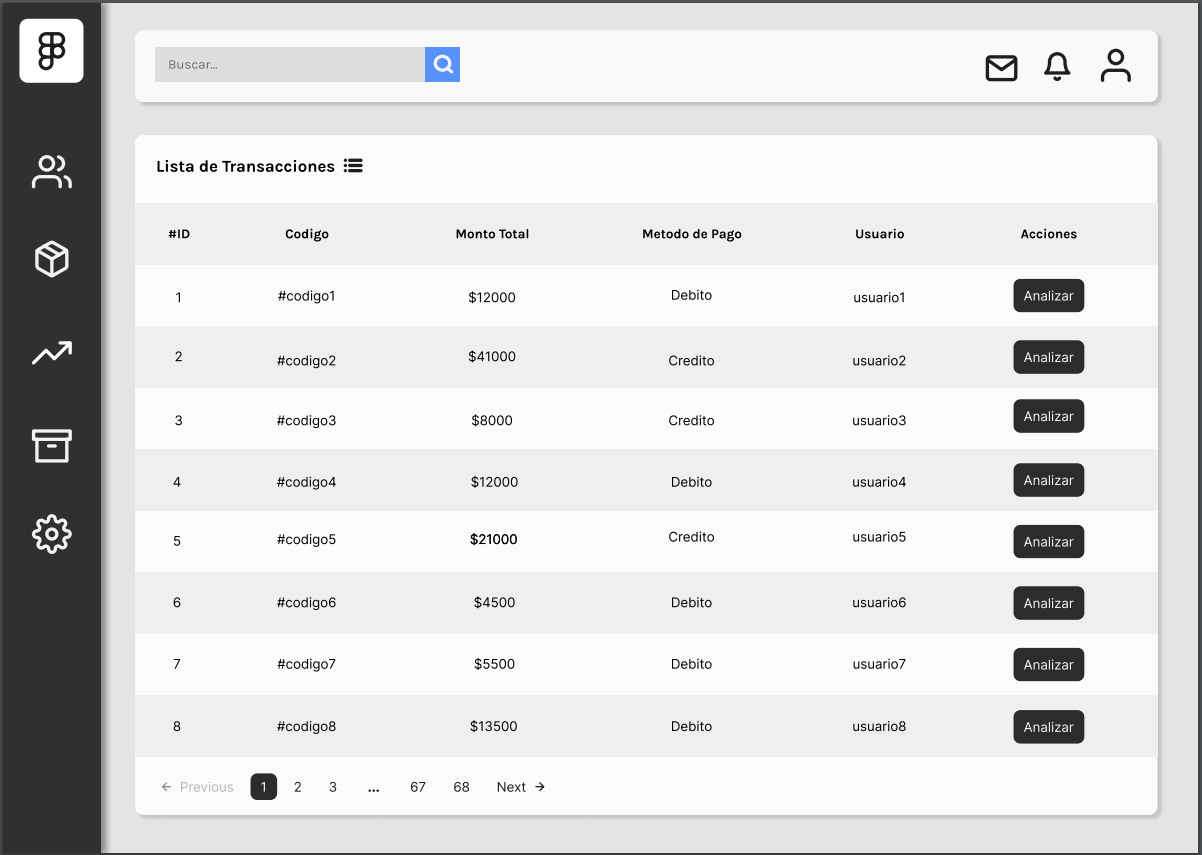 Buscar...
Lista de Transacciones
#ID Codigo Monto Total Metodo de Pago Usuario Acciones
1 #codigo1 $12000 Debito usuario1 Analizar
2 #codigo2 $41000 Credito usuario2 Analizar
3 #codigo3 $8000 Credito usuario3 Analizar
4 #codigo4 $12000 Debito usuario4 Analizar
5 #codigo5 $21000 Credito usuario5 Analizar
6 #codigo6 $4500 Debito usuario6 Analizar
7 #codigo7 $5500 Debito usuario7 Analizar
8 #codigo8 $13500 Debito usuario8 Analizar
← Previous 1 2 3 ... 67 68 Next →